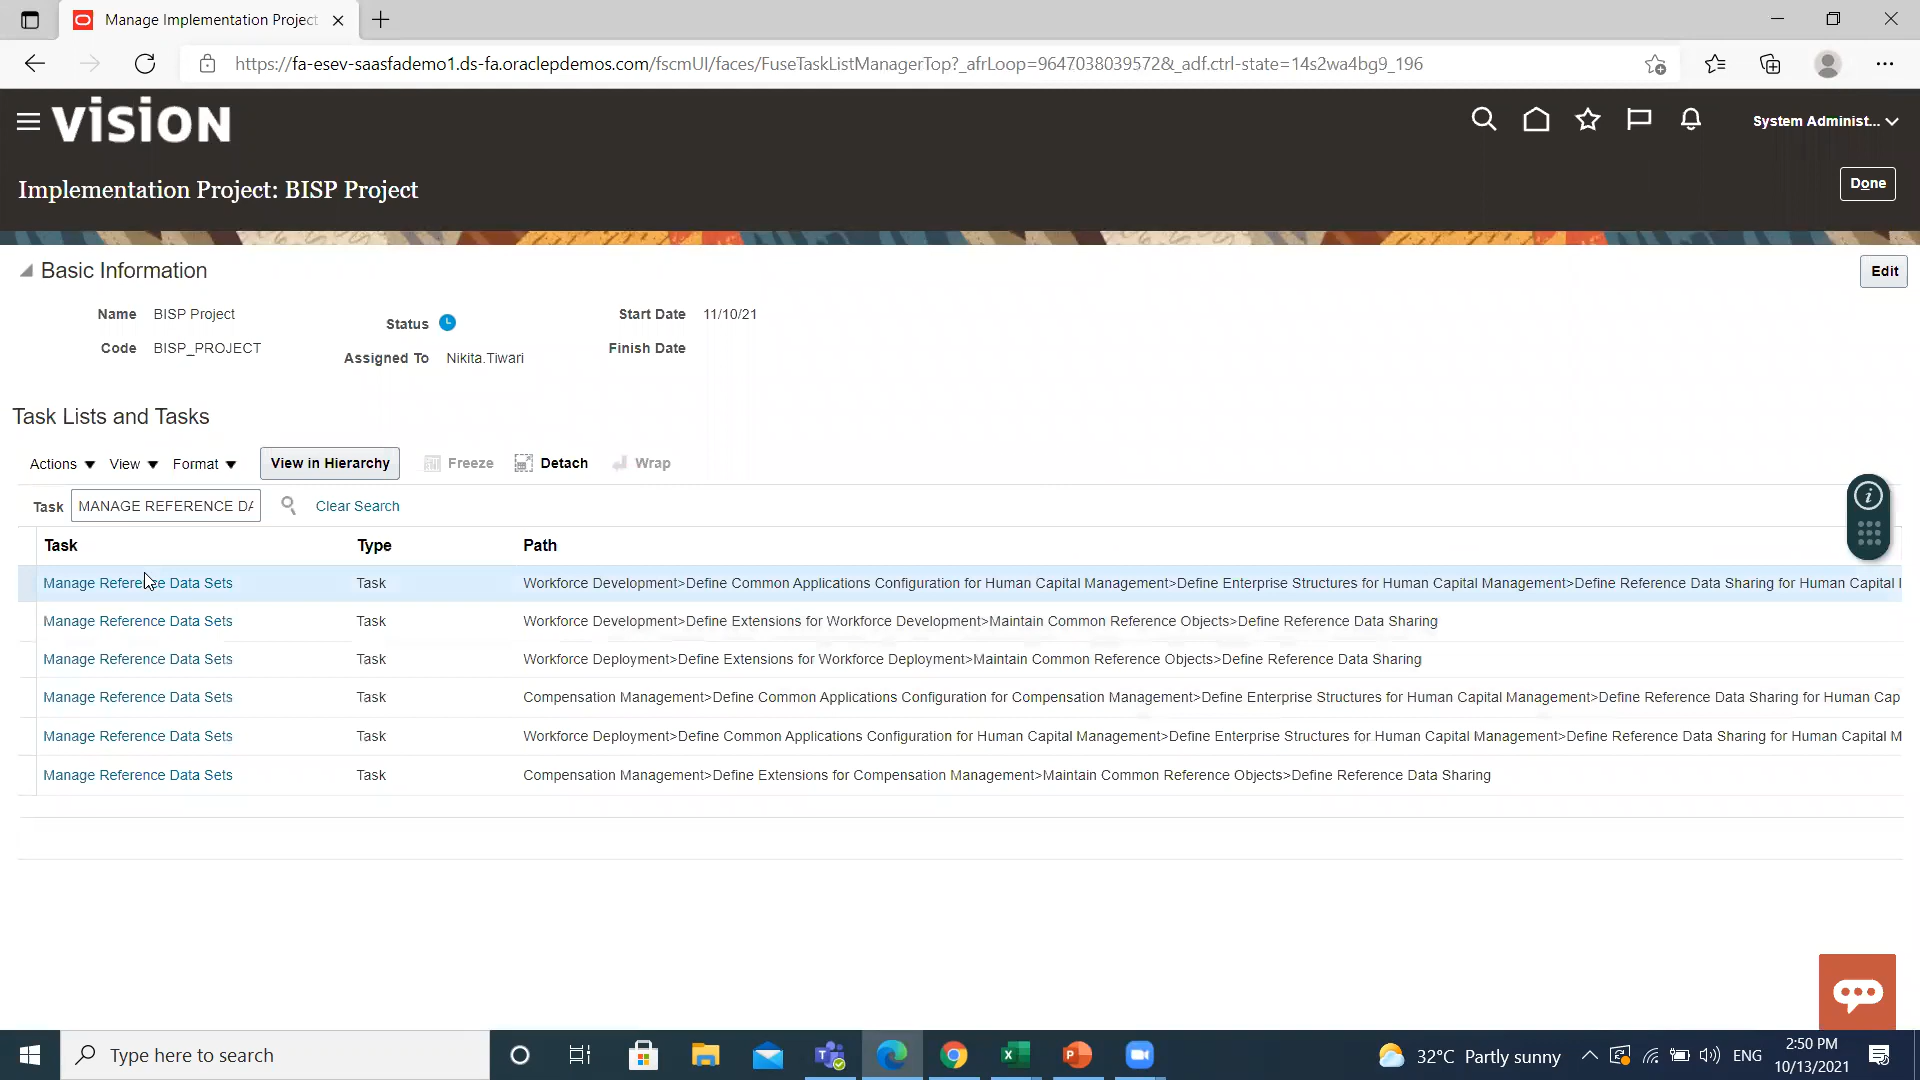 Manage Implementation Project
https://fa-esev-saasfademo1.ds-fa.oraclepdemos.com/fscmUI/faces/FuseTaskListManagerTop?_afrLoop=9647038039572&_adf.ctrl-state=14s2wa4bg9_196
vision
System Administ...
Implementation Project: BISP Project
Done
Basic Information
Edit
Name BISP Project
Status
Start Date 11/10/21
Code BISP_PROJECT
Assigned To Nikita.Tiwari
Finish Date
Task Lists and Tasks
Actions View Format View in Hierarchy Freeze Detach Wrap
Task MANAGE REFERENCE DA Clear Search
Task Type Path
Manage Reference Data Sets Task Workforce Development>Define Common Applications Configuration for Human Capital Management>Define Enterprise Structures for Human Capital Management>Define Reference Data Sharing for Human Capital
Manage Reference Data Sets Task Workforce Development>Define Extensions for Workforce Development>Maintain Common Reference Objects>Define Reference Data Sharing
Manage Reference Data Sets Task Workforce Deployment>Define Extensions for Workforce Deployment>Maintain Common Reference Objects>Define Reference Data Sharing
Manage Reference Data Sets Task Compensation Management>Define Common Applications Configuration for Compensation Management>Define Enterprise Structures for Human Capital Management>Define Reference Data Sharing for Human Cap
Manage Reference Data Sets Task Workforce Deployment>Define Common Applications Configuration for Human Capital Management>Define Enterprise Structures for Human Capital Management>Define Reference Data Sharing for Human Capital M
Manage Reference Data Sets Task Compensation Management>Define Extensions for Compensation Management>Maintain Common Reference Objects>Define Reference Data Sharing
Type here to search
32°C Partly sunny
ENG
2:50 PM
10/13/2021